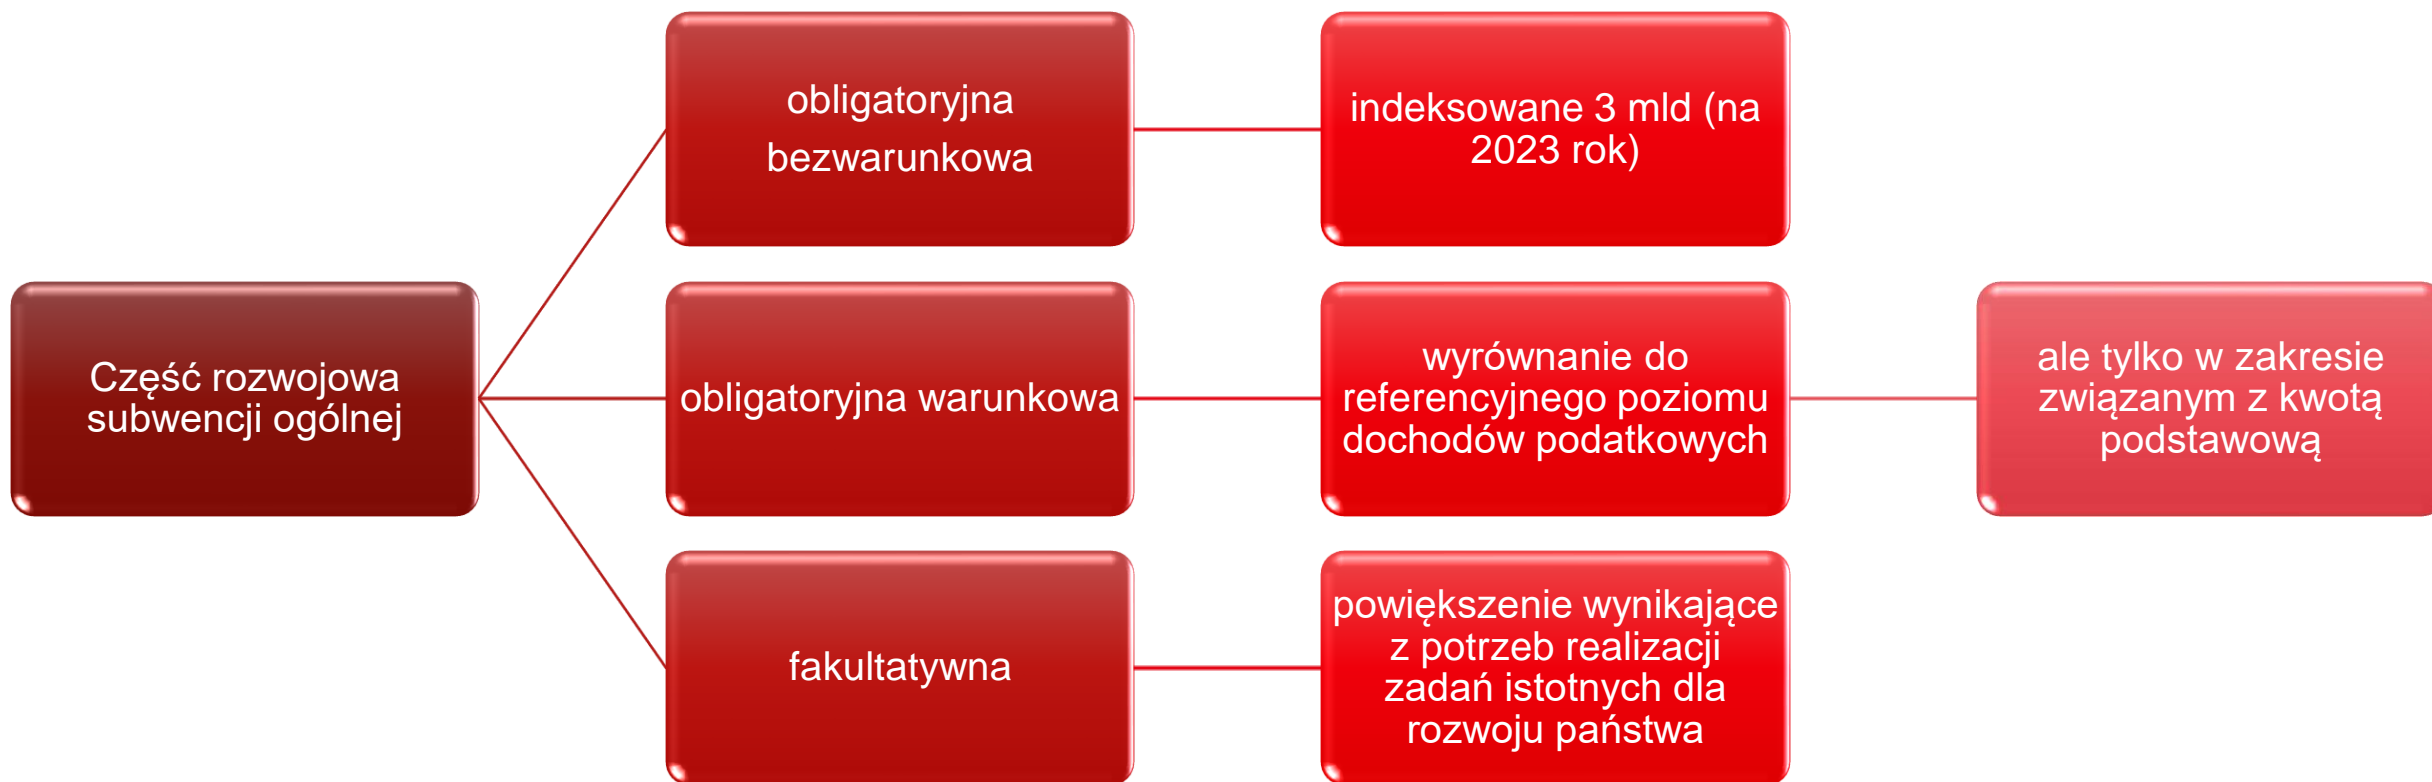 Część rozwojowa
subwencji ogólnej
obligatoryjna
bezwarunkowa
indeksowane 3 mld (na
2023 rok)
obligatoryjna warunkowa
wyrównanie do
referencyjnego poziomu
dochodów podatkowych
ale tylko w zakresie
związanym z kwotą
podstawową
fakultatywna
powiększenie wynikające
z potrzeb realizacji
zadań istotnych dla
rozwoju państwa